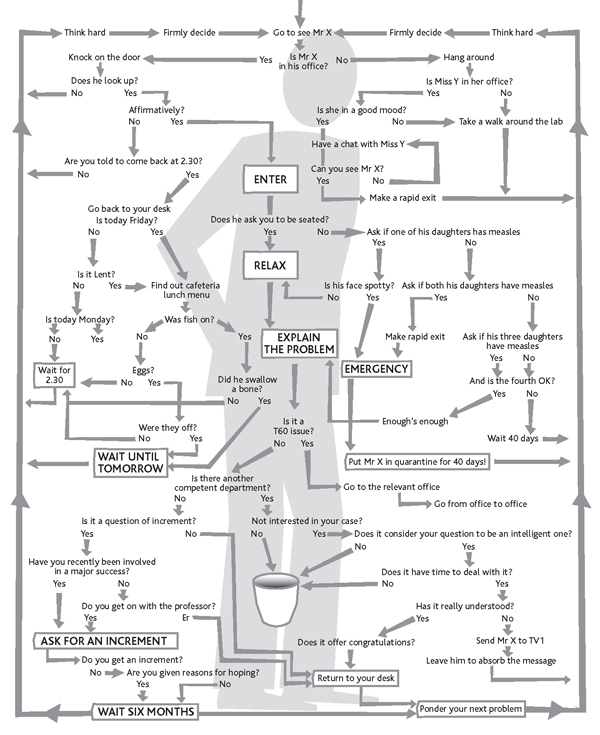 Think hard
Firmly decide
Go to see Mr X
Firmly decide
Think hard
Knock on the door
Yes
Is Mr X
in his office?
No
Hang around
Does he look up?
No
Yes
Is Miss Y in her office?
Yes
No
Affirmatively?
No
Yes
Is she in a good mood?
Yes
No
Take a walk around the lab
Have a chat with Miss Y
Are you told to come back at 2.30?
No
Yes
ENTER
Can you see Mr X?
Yes
No
Make a rapid exit
Go back to your desk
Is today Friday?
No
Yes
Does he ask you to be seated?
Yes
No
Ask if one of his daughters has measles
Yes
No
RELAX
Is it Lent?
No
Yes
Find out cafeteria
lunch menu
Is his face spotty?
No
Yes
Ask if both his daughters have measles
Yes
No
Is today Monday?
No
Yes
Was fish on?
No
Yes
EXPLAIN
THE PROBLEM
Make rapid exit
Ask if his three daughters
have measles
Yes
No
Wait for
2.30
Eggs?
No
Yes
Did he swallow
a bone?
No
Yes
EMERGENCY
And is the fourth OK?
Yes
No
Enough's enough
Were they off?
No
Yes
Is it a
T60 issue?
No
Yes
Wait 40 days
WAIT UNTIL
TOMORROW
Put Mr X in quarantine for 40 days!
Is there another
competent department?
No
Yes
Go to the relevant office
Go from office to office
Is it a question of increment?
No
Not interested in your case?
No
Yes
Does it consider your question to be an intelligent one?
No
Yes
Have you recently been involved
in a major success?
Yes
No
Does it have time to deal with it?
No
Yes
Do you get on with the professor?
Yes
Er
Has it really understood?
Yes
No
ASK FOR AN INCREMENT
Does it offer congratulations?
Send Mr X to TV1
Leave him to absorb the message
Do you get an increment?
No
Are you given reasons for hoping?
Yes
No
Return to your desk
WAIT SIX MONTHS
Ponder your next problem